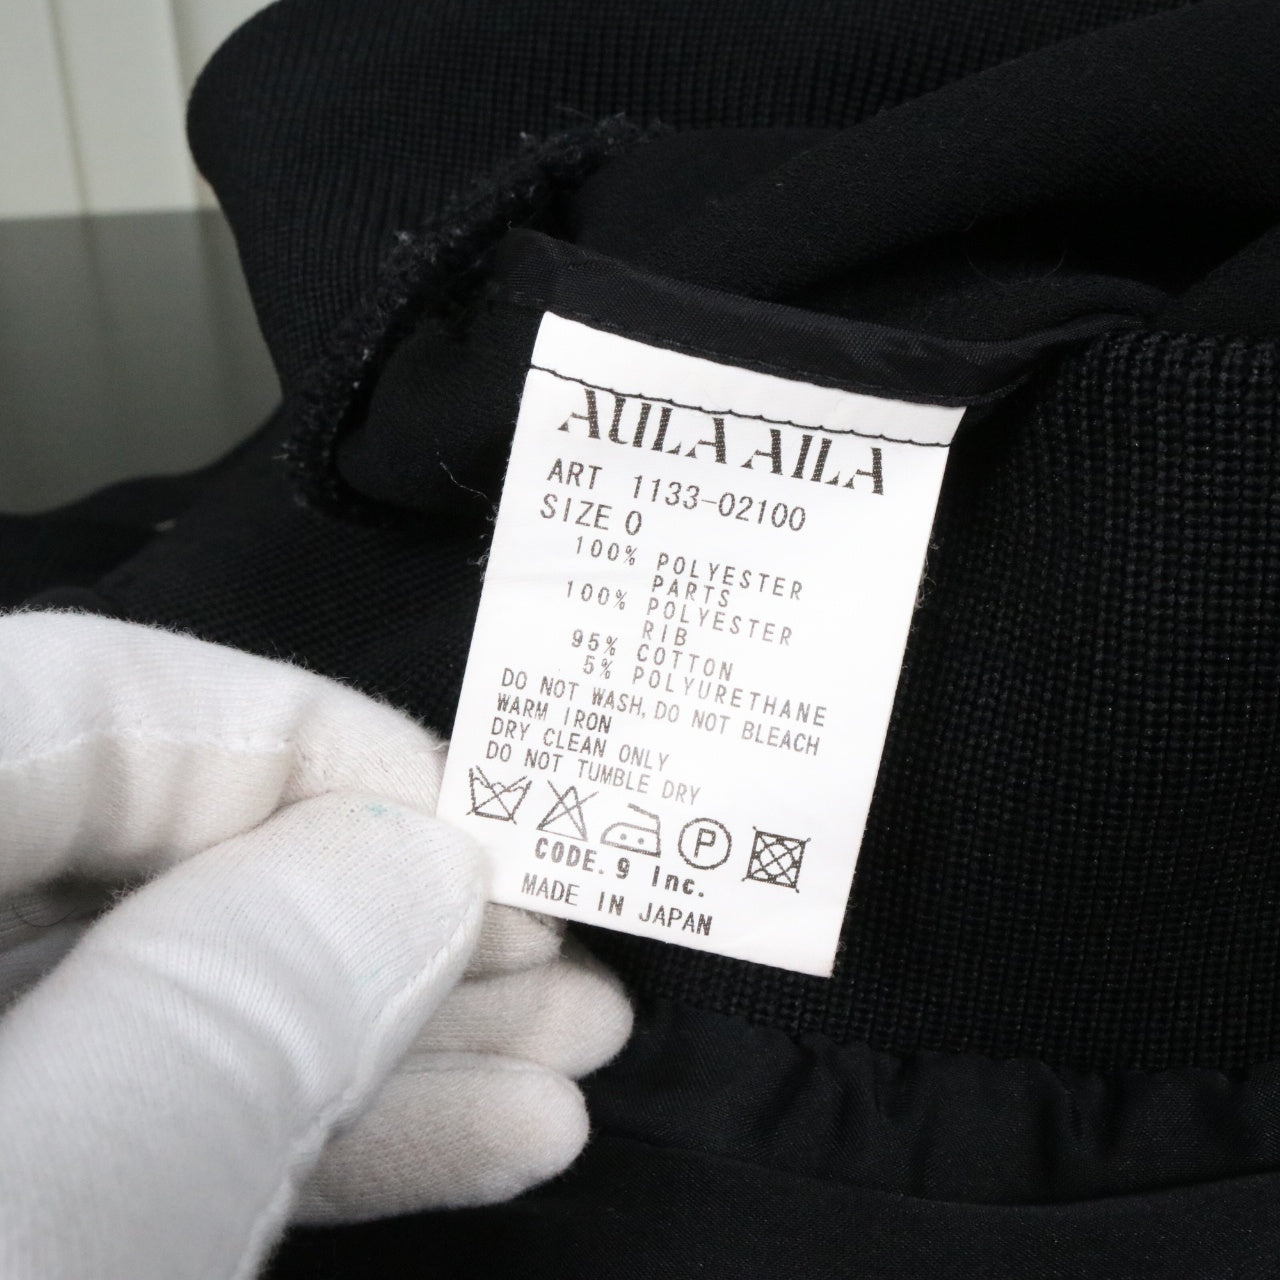 AULA AILA
ART 1133-02100
SIZE 0
100% POLYESTER
PARTS
100% POLYESTER
RIB
95% COTTON
5% POLYURETHANE
DO NOT WASH, DO NOT BLEACH
WARM IRON
DRY CLEAN ONLY
DO NOT TUMBLE DRY
P
CODE. 9 Inc.
MADE IN JAPAN